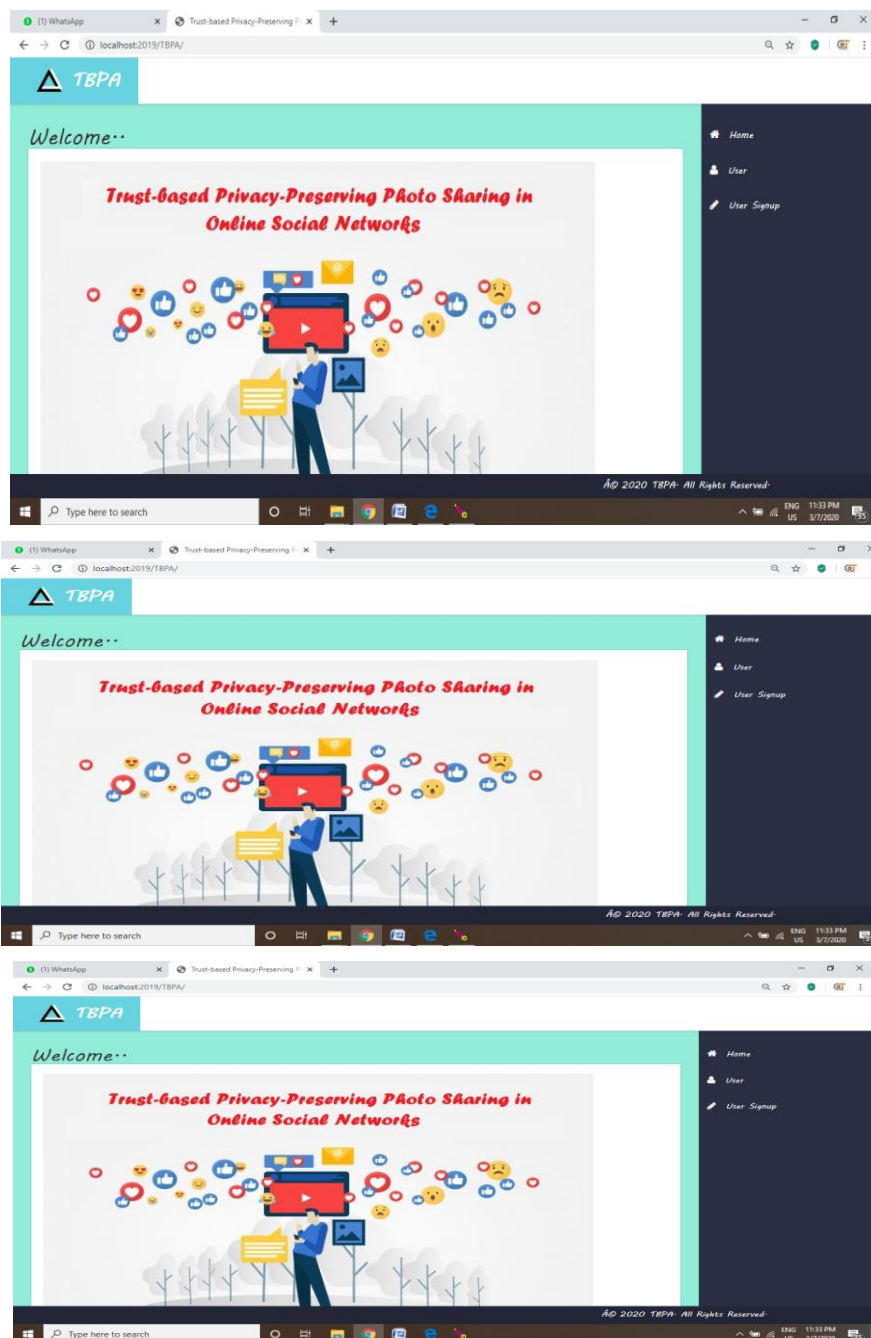 (1) WhatsApp
Trust-based Privacy-Preserving P
localhost:2019/TBPA/
TBPA
Welcome..
Home
User
User Signup
Trust-based Privacy-Preserving Photo Sharing in
Online Social Networks
Â© 2020 TBPA. All Rights Reserved.
Type here to search
ENG
US
11:33 PM
3/7/2020
35
(1) WhatsApp
Trust-based Privacy-Preserving P
localhost:2019/TBPA/
TBPA
Welcome..
Home
User
User Signup
Trust-based Privacy-Preserving Photo Sharing in
Online Social Networks
Â© 2020 TBPA. All Rights Reserved.
Type here to search
ENG
US
11:33 PM
3/7/2020
(1) WhatsApp
Trust-based Privacy-Preserving P
localhost:2019/TBPA/
TBPA
Welcome..
Home
User
User Signup
Trust-based Privacy-Preserving Photo Sharing in
Online Social Networks
Â© 2020 TBPA. All Rights Reserved.
Type here to search
ENG
11:33 PM